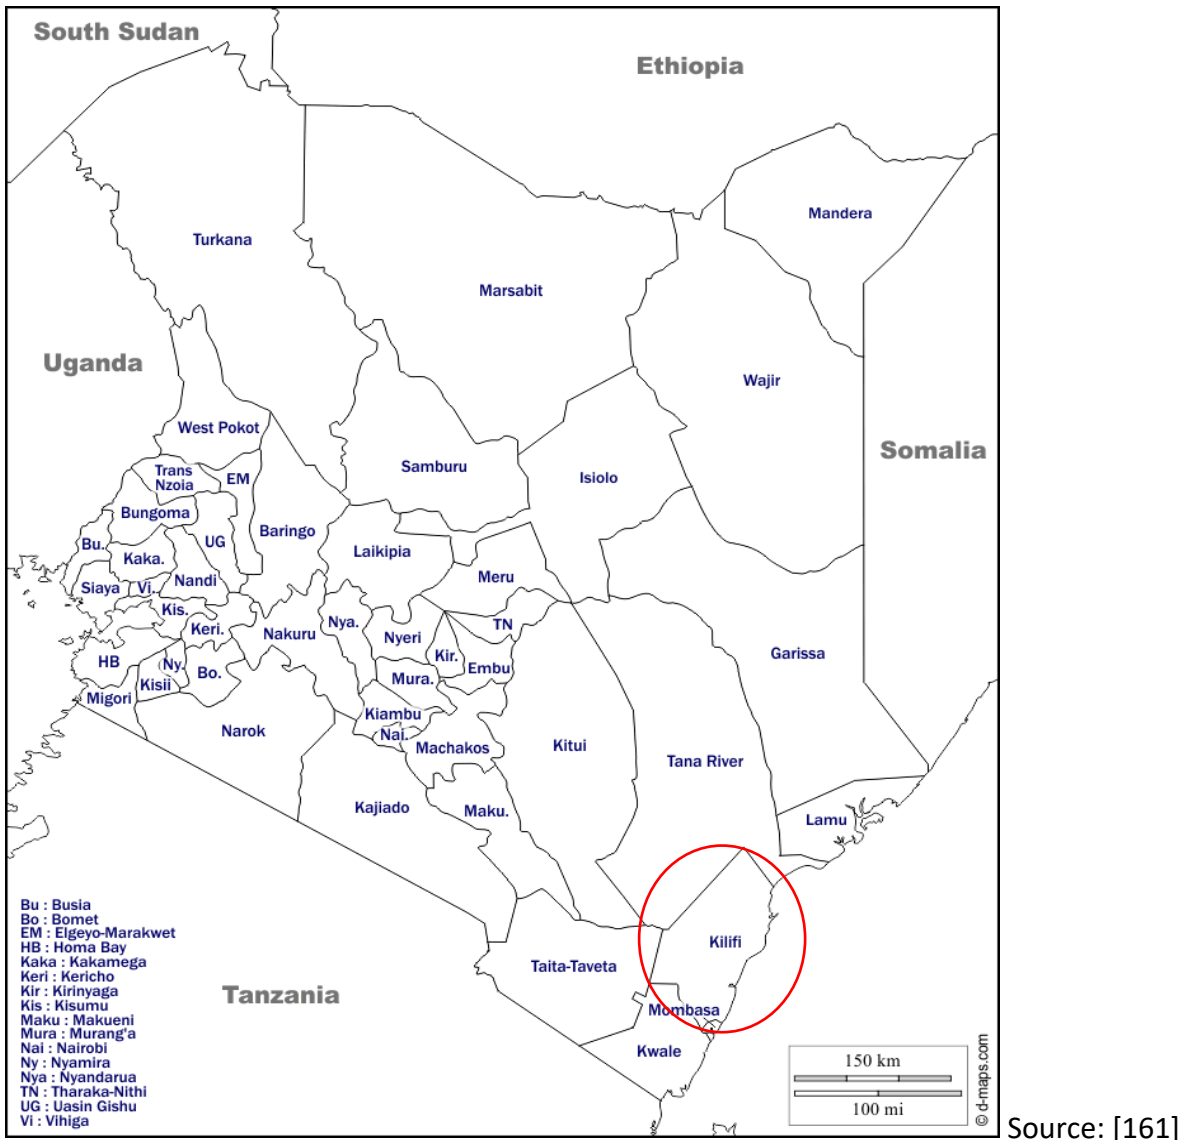 South Sudan
Ethiopia
Mandera
Turkana
Marsabit
Uganda
Wajir
West Pokot
Somalia
Trans
Nzoia
EM
Samburu
Isiolo
Bungoma
Baringo
Bu.
UG
Laikipia
Kaka.
Meru
Siaya
Vi.
Nandi
Kis.
Nya.
TN
Keri.
Nakuru
Nyeri
Garissa
HB
Ny.
Bo.
Kir.
Embu
Kisii
Mura.
Migori
Kiambu
Narok
Nai.
Machakos
Kitui
Tana River
Kajiado
Maku.
Lamu
Kilifi
Taita-Taveta
Mombasa
Kwale
Tanzania
Bu : Busia
Bo : Bomet
EM : Elgeyo-Marakwet
HB : Homa Bay
Kaka : Kakamega
Keri : Kericho
Kir : Kirinyaga
Kis : Kisumu
Maku : Makueni
Mura : Murang'a
Nai : Nairobi
Ny : Nyamira
Nya : Nyandarua
TN : Tharaka-Nithi
UG : Uasin Gishu
Vi : Vihiga
150 km
100 mi
© d-maps.com
Source: [161]